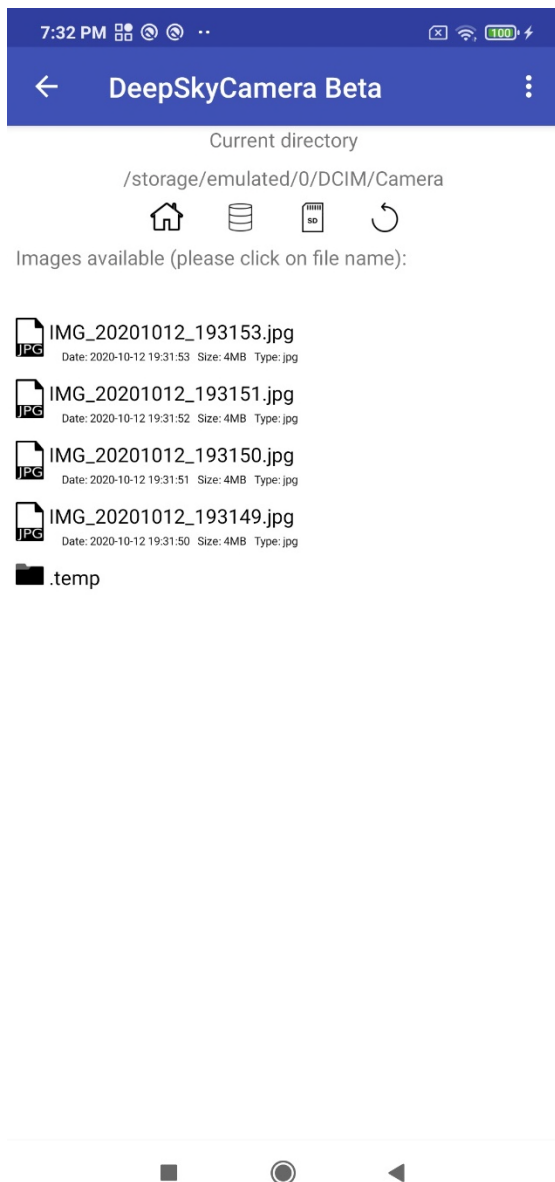 7:32 PM
100
DeepSkyCamera Beta
Current directory
/storage/emulated/0/DCIM/Camera
SD
Images available (please click on file name):
JPG
IMG_20201012_193153.jpg
Date: 2020-10-12 19:31:53 Size: 4MB Type: jpg
JPG
IMG_20201012_193151.jpg
Date: 2020-10-12 19:31:52 Size: 4MB Type: jpg
JPG
IMG_20201012_193150.jpg
Date: 2020-10-12 19:31:51 Size: 4MB Type: jpg
JPG
IMG_20201012_193149.jpg
Date: 2020-10-12 19:31:50 Size: 4MB Type: jpg
.temp